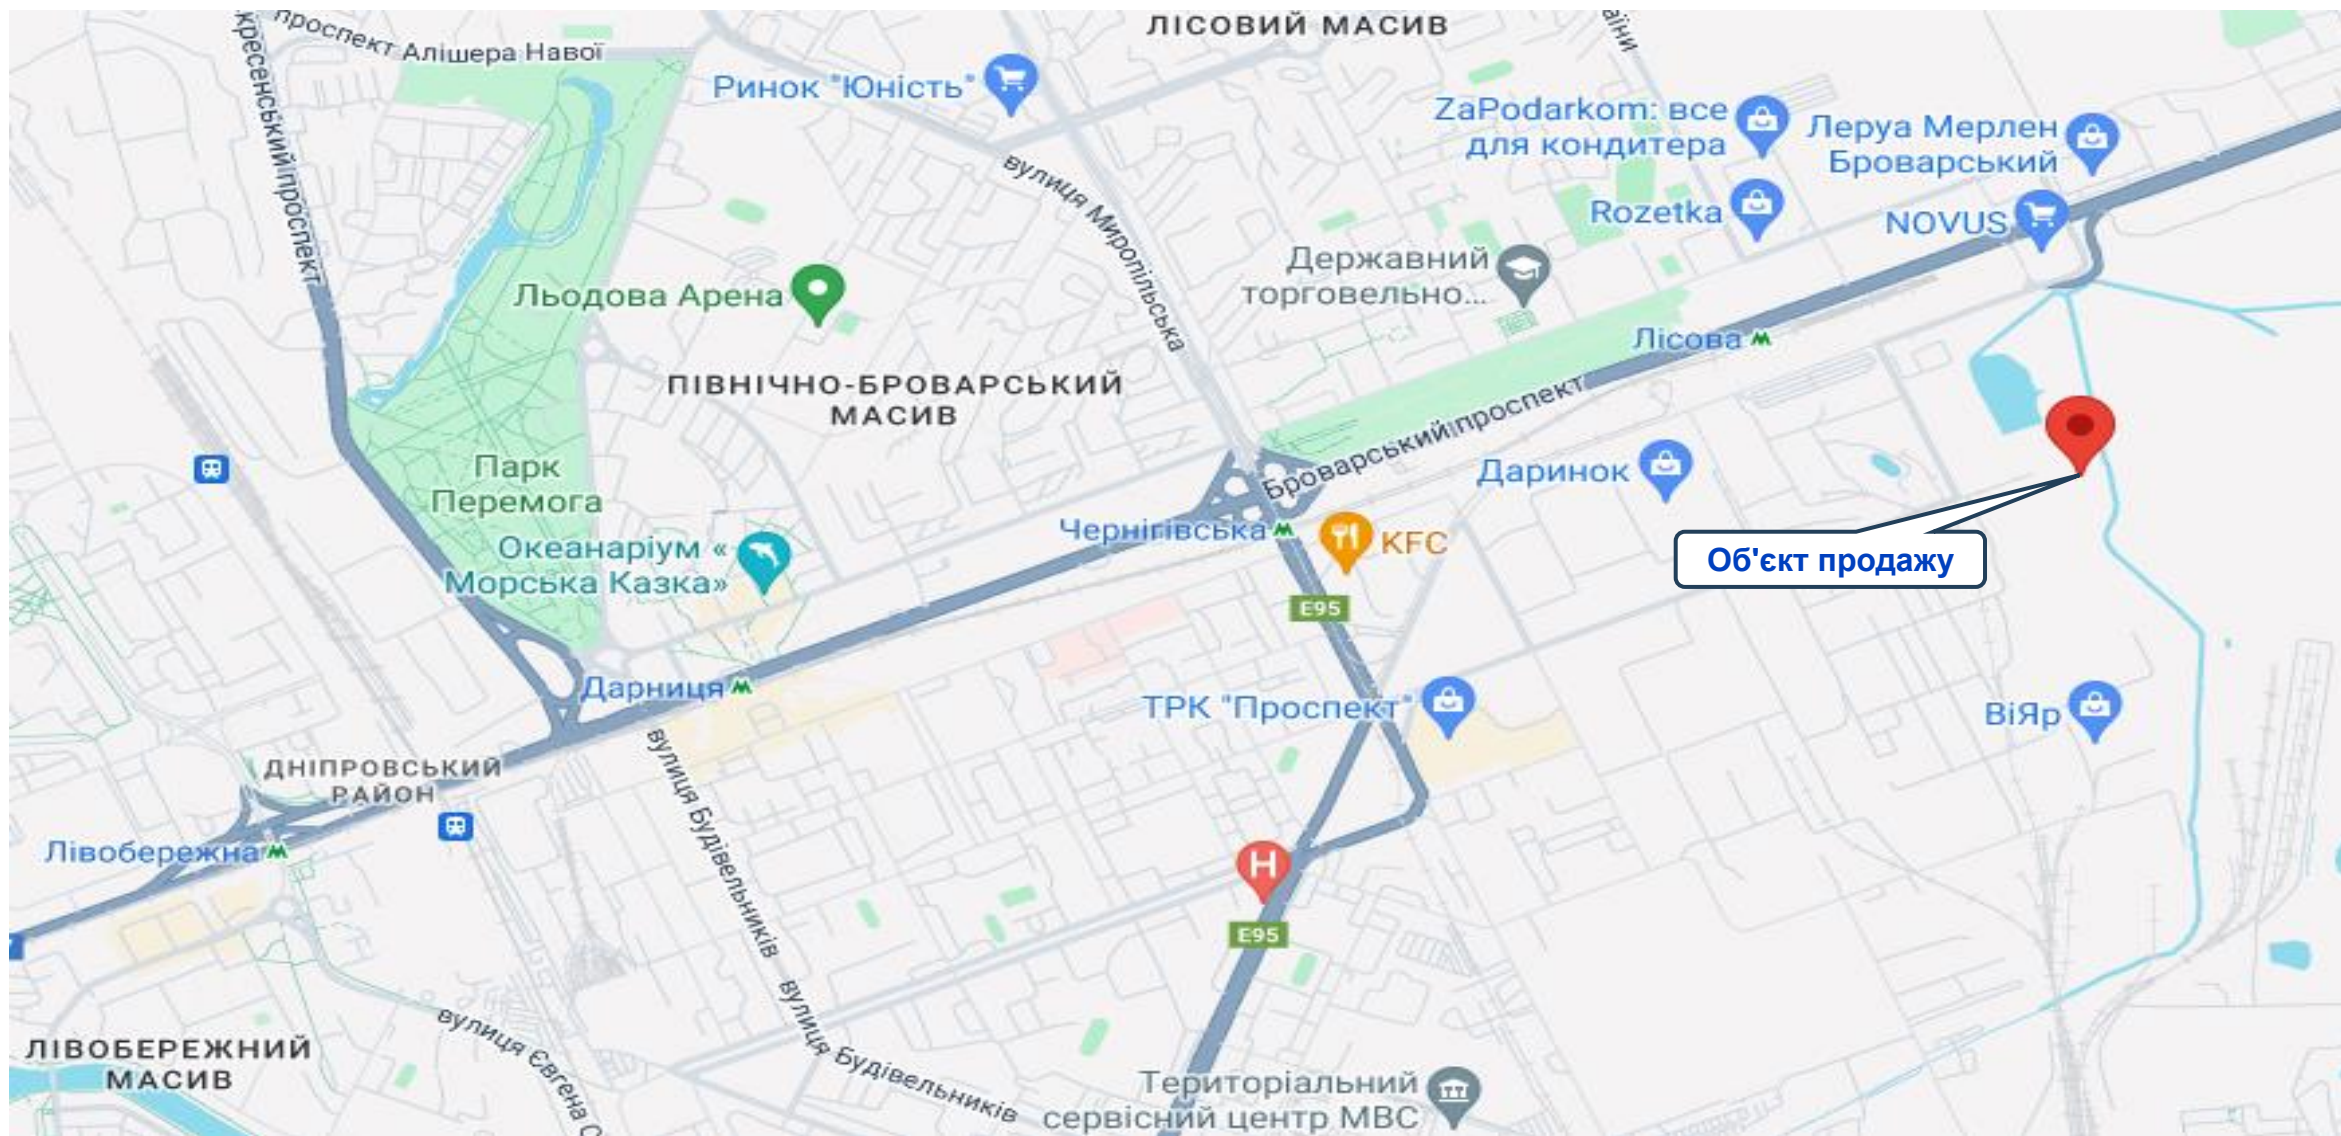 ЛІСОВИЙ МАСИВ
проспект Алішера Навої
Ринок "Юність"
ZaPodarkom: все
для кондитера
Леруа Мерлен
Броварський
вулиця Миропільська
Rozetka
NOVUS
Державний
торговельно...
Льодова Арена
Лісова
ПІВНІЧНО-БРОВАРСЬКИЙ
МАСИВ
Броварський проспект
Парк
Перемога
Даринок
Чернігівська
KFC
Океанаріум «
Морська Казка»
Об'єкт продажу
E95
Дарниця
ТРК "Проспект"
ВіЯр
вулиця Будівельників
ДНІПРОВСЬКИЙ
РАЙОН
Лівобережна
H
E95
вулиця Будівельників
вулиця Євгена С
ЛІВОБЕРЕЖНИЙ
МАСИВ
Територіальний
сервісний центр МВС